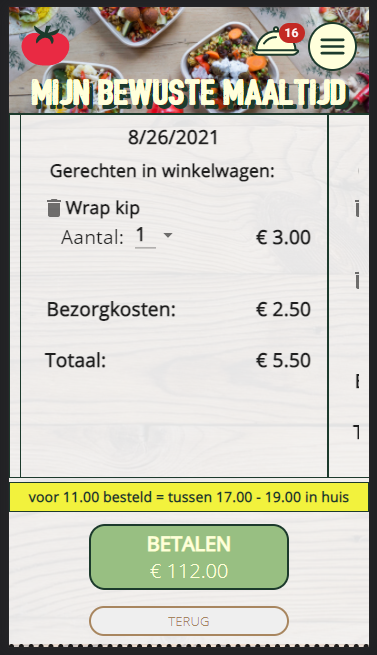 16
MIJN BEWUSTE MAALTIJD
8/26/2021
Gerechten in winkelwagen:
Wrap kip
Aantal: 1 € 3.00
Bezorgkosten: € 2.50
Totaal: € 5.50
voor 11.00 besteld = tussen 17.00 - 19.00 in huis
BETALEN
€ 112.00
TERUG